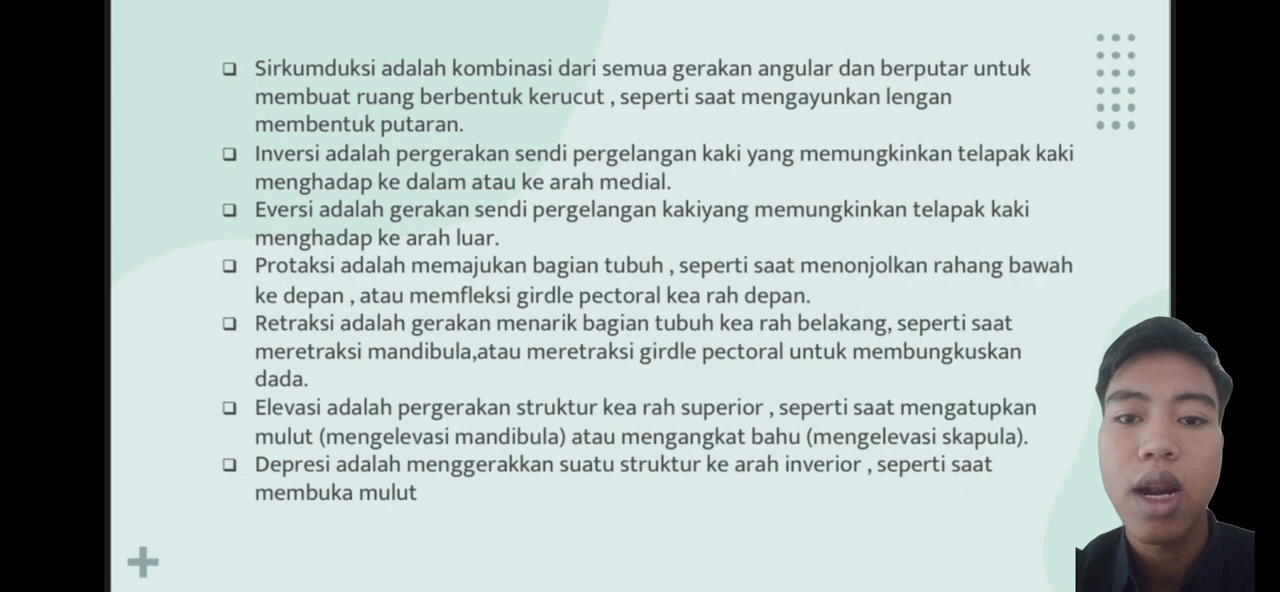 Sirkumduksi adalah kombinasi dari semua gerakan angular dan berputar untuk
membuat ruang berbentuk kerucut , seperti saat mengayunkan lengan
membentuk putaran.
Inversi adalah pergerakan sendi pergelangan kaki yang memungkinkan telapak kaki
menghadap ke dalam atau ke arah medial.
Eversi adalah gerakan sendi pergelangan kakiyang memungkinkan telapak kaki
menghadap ke arah luar.
Protaksi adalah memajukan bagian tubuh , seperti saat menonjolkan rahang bawah
ke depan , atau memfleksi girdle pectoral kea rah depan.
Retraksi adalah gerakan menarik bagian tubuh kea rah belakang, seperti saat
meretraksi mandibula,atau meretraksi girdle pectoral untuk membungkuskan
dada.
Elevasi adalah pergerakan struktur kea rah superior , seperti saat mengatupkan
mulut (mengelevasi mandibula) atau mengangkat bahu (mengelevasi skapula).
Depresi adalah menggerakkan suatu struktur ke arah inverior , seperti saat
membuka mulut